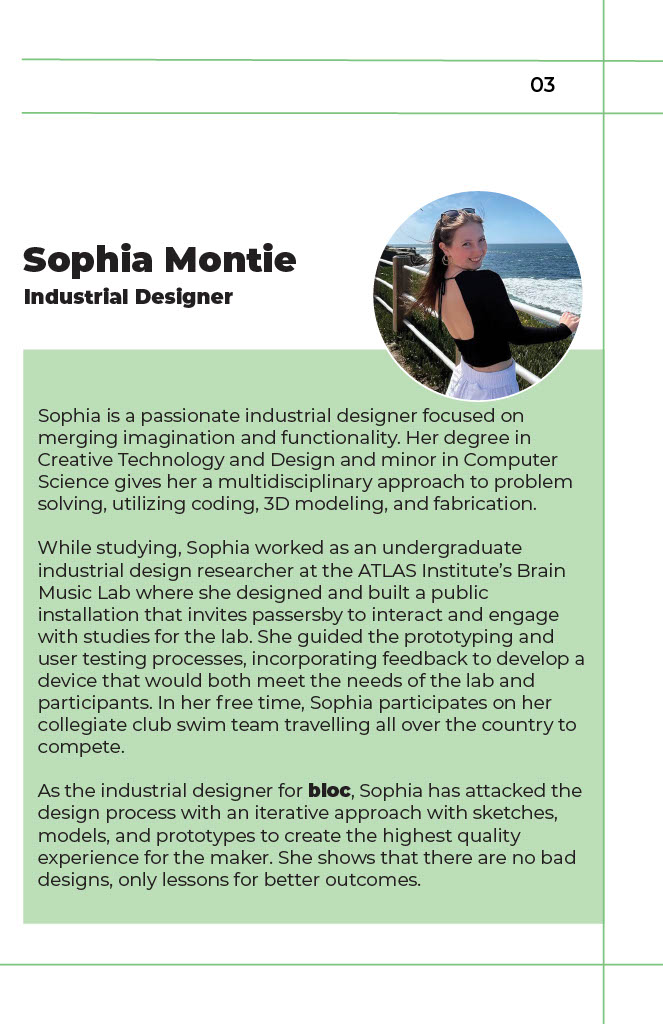 03
Sophia Montie
Industrial Designer
Sophia is a passionate industrial designer focused on
merging imagination and functionality. Her degree in
Creative Technology and Design and minor in Computer
Science gives her a multidisciplinary approach to problem
solving, utilizing coding, 3D modeling, and fabrication.
While studying, Sophia worked as an undergraduate
industrial design researcher at the ATLAS Institute’s Brain
Music Lab where she designed and built a public
installation that invites passersby to interact and engage
with studies for the lab. She guided the prototyping and
user testing processes, incorporating feedback to develop a
device that would both meet the needs of the lab and
participants. In her free time, Sophia participates on her
collegiate club swim team travelling all over the country to
compete.
As the industrial designer for bloc, Sophia has attacked the
design process with an iterative approach with sketches,
models, and prototypes to create the highest quality
experience for the maker. She shows that there are no bad
designs, only lessons for better outcomes.